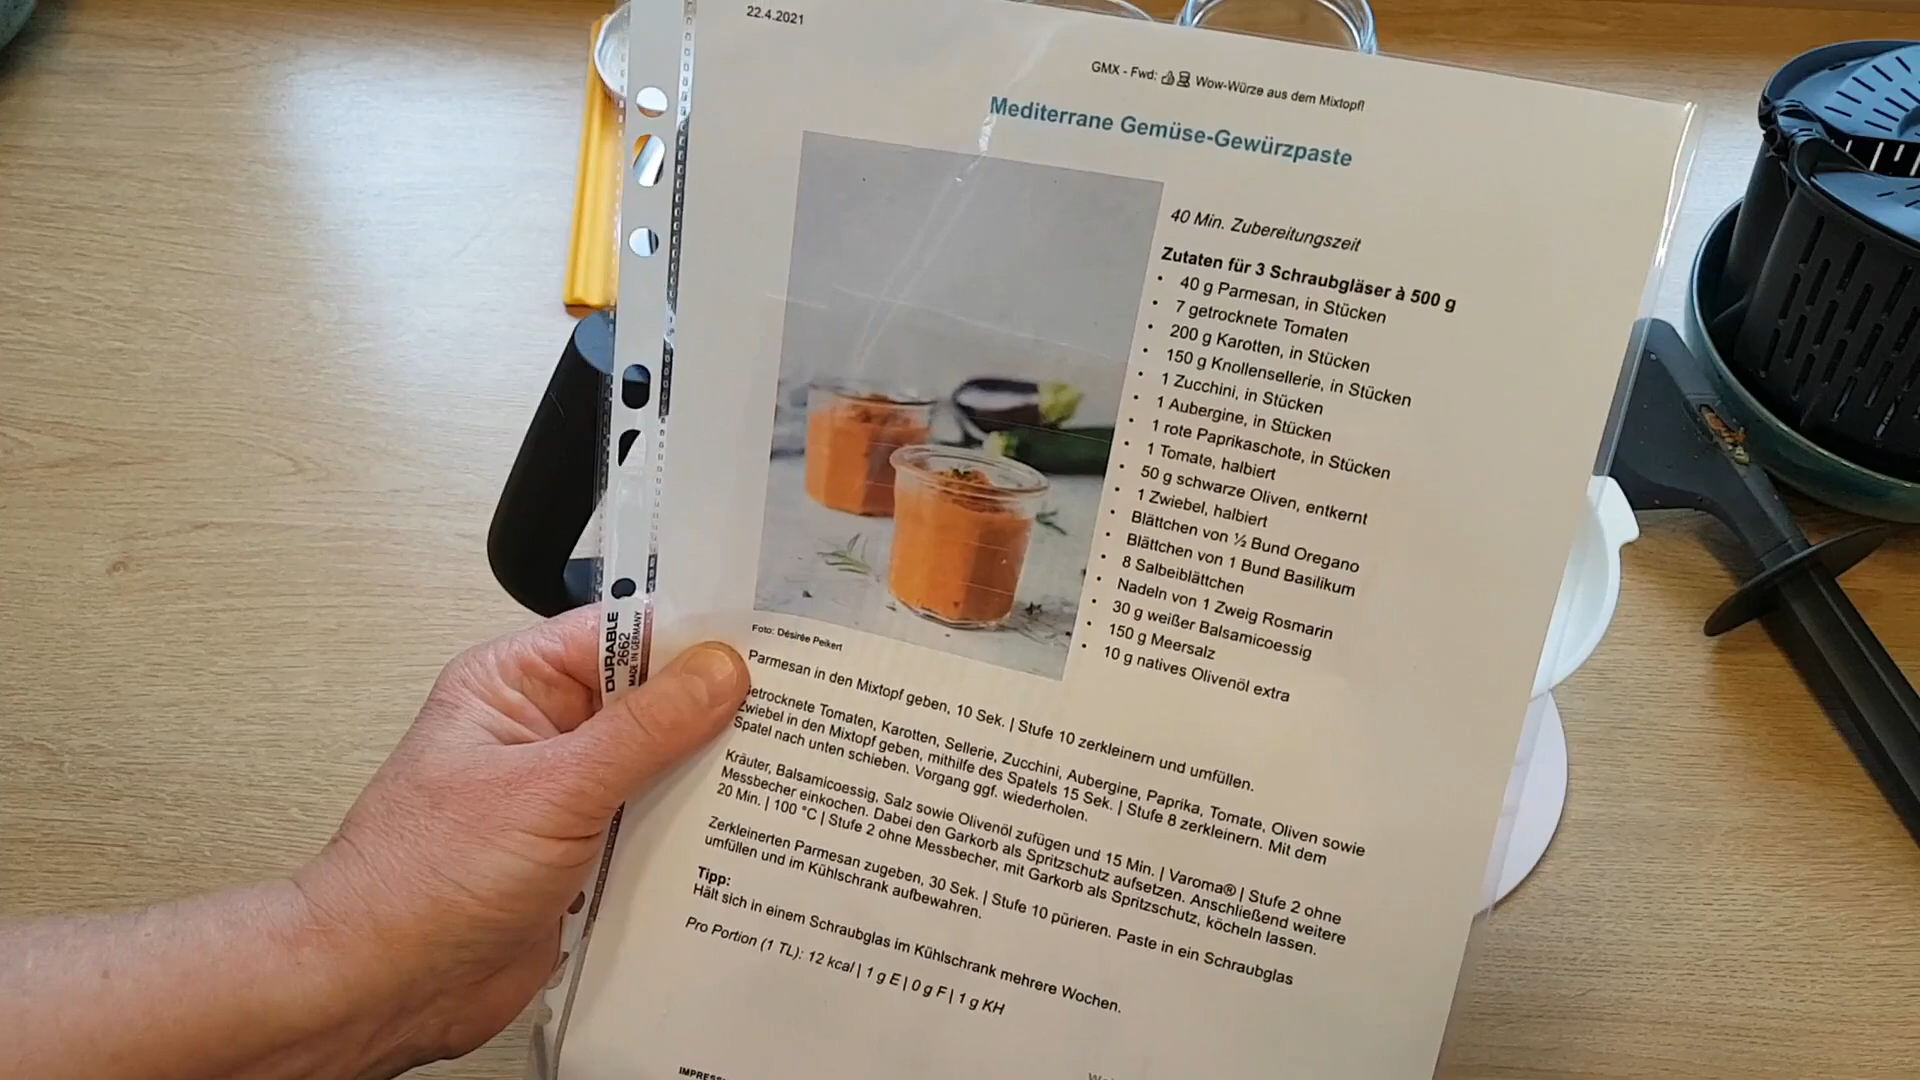 22.4.2021
GMX - Fwd: Wow-Würze aus dem Mixtopf!
Mediterrane Gemüse-Gewürzpaste
40 Min. Zubereitungszeit
Zutaten für 3 Schraubgläser à 500 g
• 40 g Parmesan, in Stücken
• 7 getrocknete Tomaten
• 200 g Karotten, in Stücken
• 150 g Knollensellerie, in Stücken
• 1 Zucchini, in Stücken
• 1 Aubergine, in Stücken
• 1 rote Paprikaschote, in Stücken
• 1 Tomate, halbiert
• 50 g schwarze Oliven, entkernt
• 1 Zwiebel, halbiert
• Blättchen von ½ Bund Oregano
• Blättchen von 1 Bund Basilikum
• 8 Salbeiblättchen
• Nadeln von 1 Zweig Rosmarin
• 30 g weißer Balsamicoessig
• 150 g Meersalz
• 10 g natives Olivenöl extra
Foto: Désirée Peikert
Parmesan in den Mixtopf geben, 10 Sek. | Stufe 10 zerkleinern und umfüllen.
Getrocknete Tomaten, Karotten, Sellerie, Zucchini, Aubergine, Paprika, Tomate, Oliven sowie
Zwiebel in den Mixtopf geben, mithilfe des Spatels 15 Sek. | Stufe 8 zerkleinern. Mit dem
Spatel nach unten schieben. Vorgang ggf. wiederholen.
Kräuter, Balsamicoessig, Salz sowie Olivenöl zufügen und 15 Min. | Varoma® | Stufe 2 ohne
Messbecher einkochen. Dabei den Garkorb als Spritzschutz aufsetzen. Anschließend weitere
20 Min. | 100 °C | Stufe 2 ohne Messbecher, mit Garkorb als Spritzschutz, köcheln lassen.
Zerkleinerten Parmesan zugeben, 30 Sek. | Stufe 10 pürieren. Paste in ein Schraubglas
umfüllen und im Kühlschrank aufbewahren.
Tipp:
Hält sich in einem Schraubglas im Kühlschrank mehrere Wochen.
Pro Portion (1 TL): 12 kcal | 1 g E | 0 g F | 1 g KH
DURABLE
2662
MADE IN GERMANY